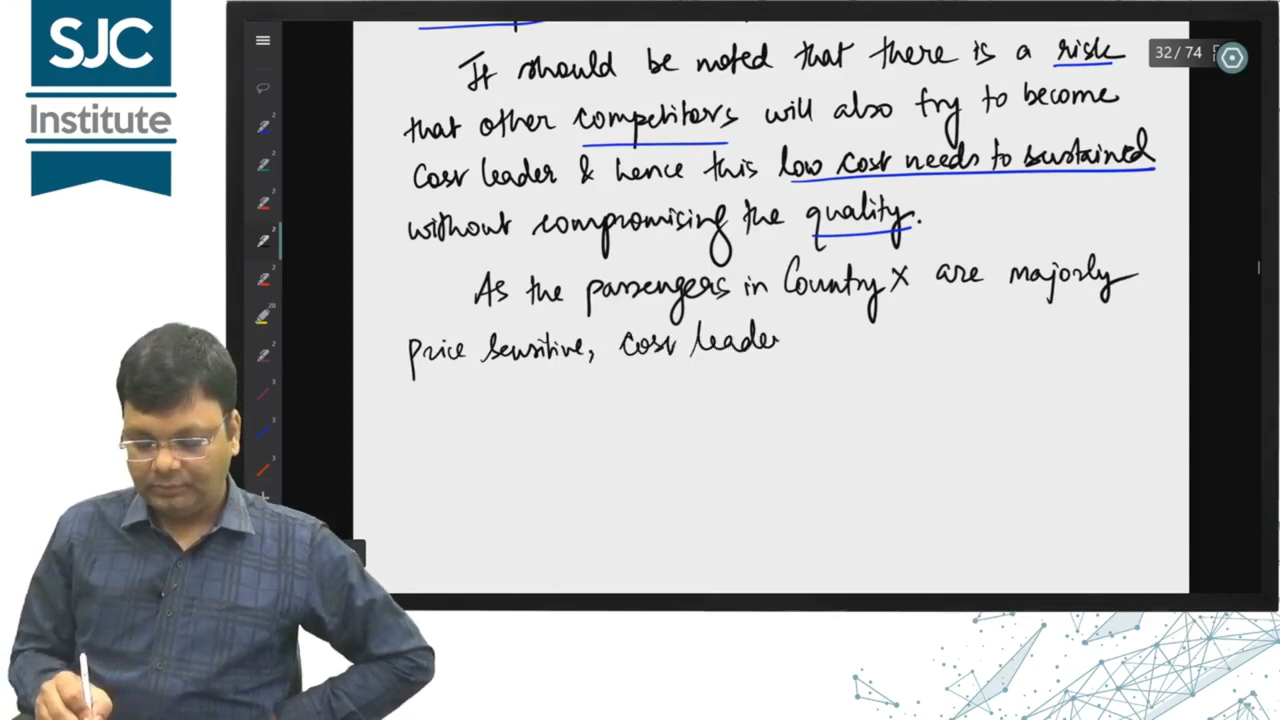 SJC
Institute
32 / 74
It should be noted that there is a risk
that other competitors will also try to become
Cost leader & hence this low cost needs to sustained
without compromising the quality.
As the passengers in Country X are majorly
price sensitive, cost leader